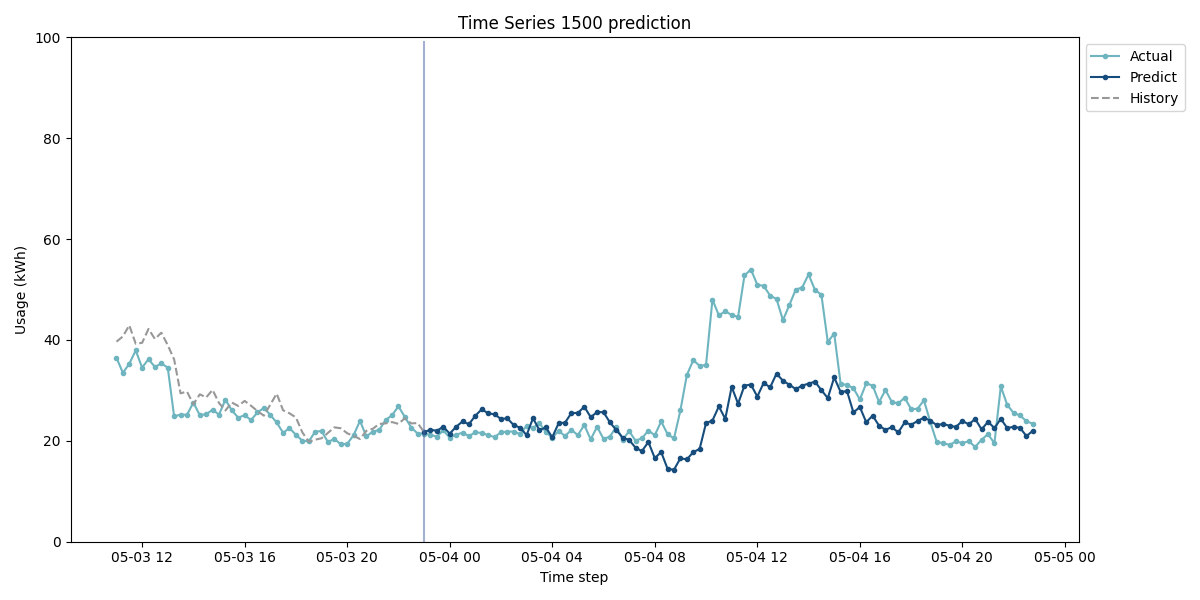 Time Series 1500 prediction
100
80
60
40
20
0
Usage (kWh)
05-03 12
05-03 16
05-03 20
05-04 00
05-04 04
05-04 08
05-04 12
05-04 16
05-04 20
05-05 00
Time step
Actual
Predict
History